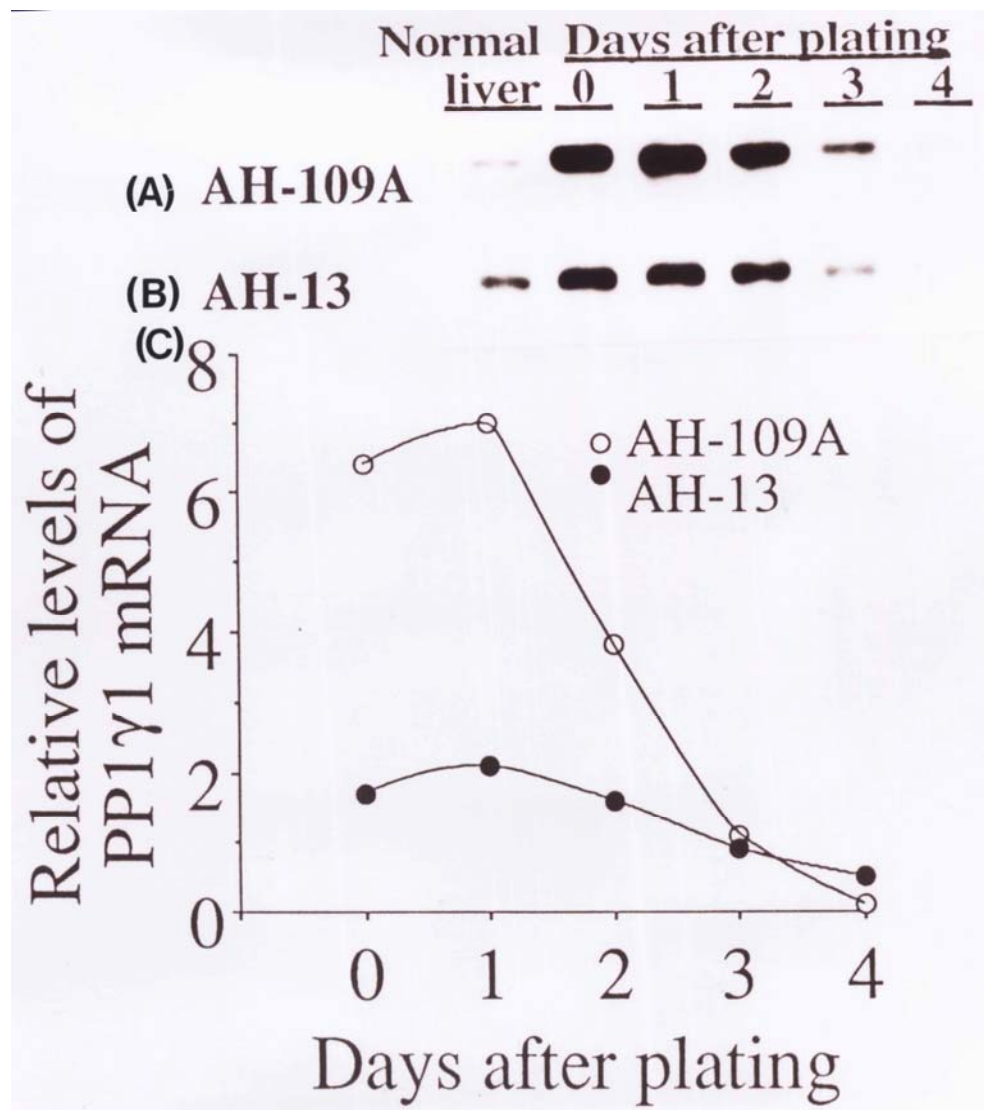 Normal Days after plating
liver 0 1 2 3 4
(A) AH-109A
(B) AH-13
(C)
8
6
4
2
0
Relative levels of
PP1γ1 mRNA
AH-109A
AH-13
0 1 2 3 4
Days after plating